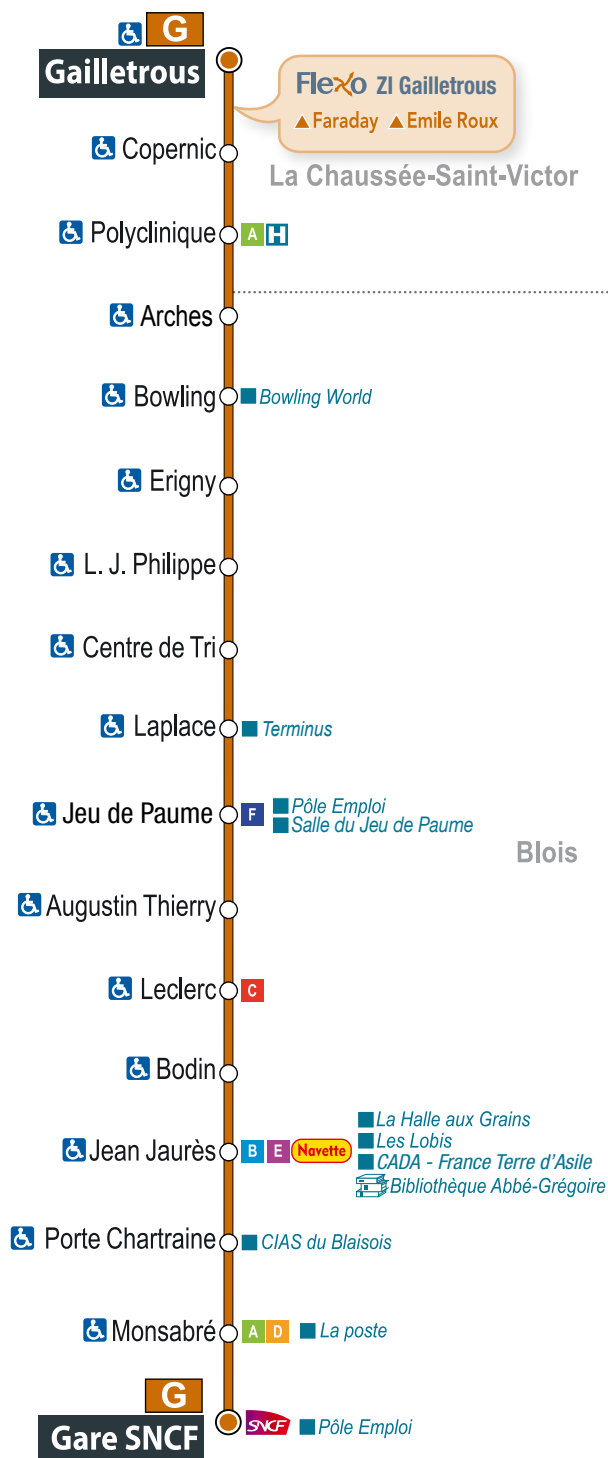 G
Gailletrous
Flexo ZI Gailletrous
▲ Faraday ▲ Emile Roux
Copernic
La Chaussée-Saint-Victor
Polyclinique A H
Arches
Bowling Bowling World
Erigny
L. J. Philippe
Centre de Tri
Laplace Terminus
Jeu de Paume F Pôle Emploi
Salle du Jeu de Paume
Blois
Augustin Thierry
Leclerc C
Bodin
La Halle aux Grains
Les Lobis
Jean Jaurès B E Navette
CADA - France Terre d'Asile
Bibliothèque Abbé-Grégoire
Porte Chartraine CIAS du Blaisois
Monsabré A D La poste
G
Gare SNCF SNCF Pôle Emploi